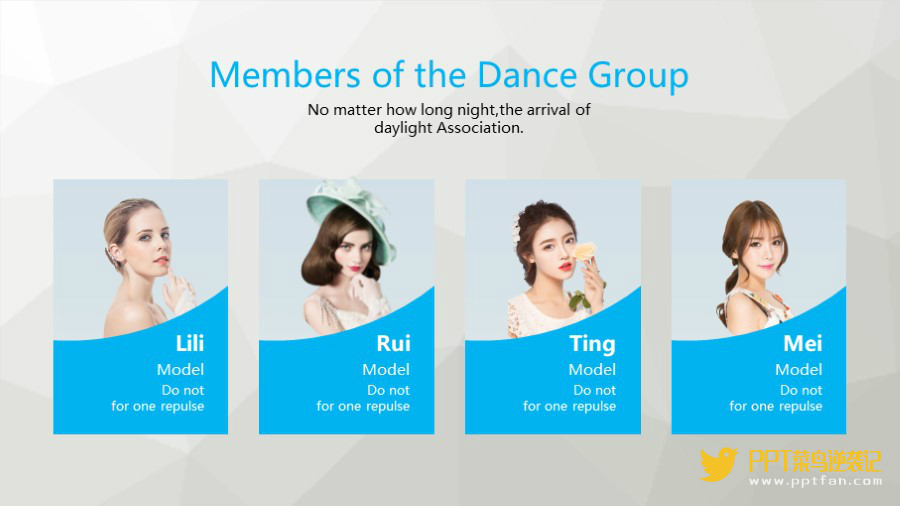 Members of the Dance Group
No matter how long night,the arrival of
daylight Association.
Lili
Model
Do not
for one repulse
Rui
Model
Do not
for one repulse
Ting
Model
Do not
for one repulse
Mei
Model
Do not
for one repulse
PPT菜鸟逆袭记
www.pptfan.com